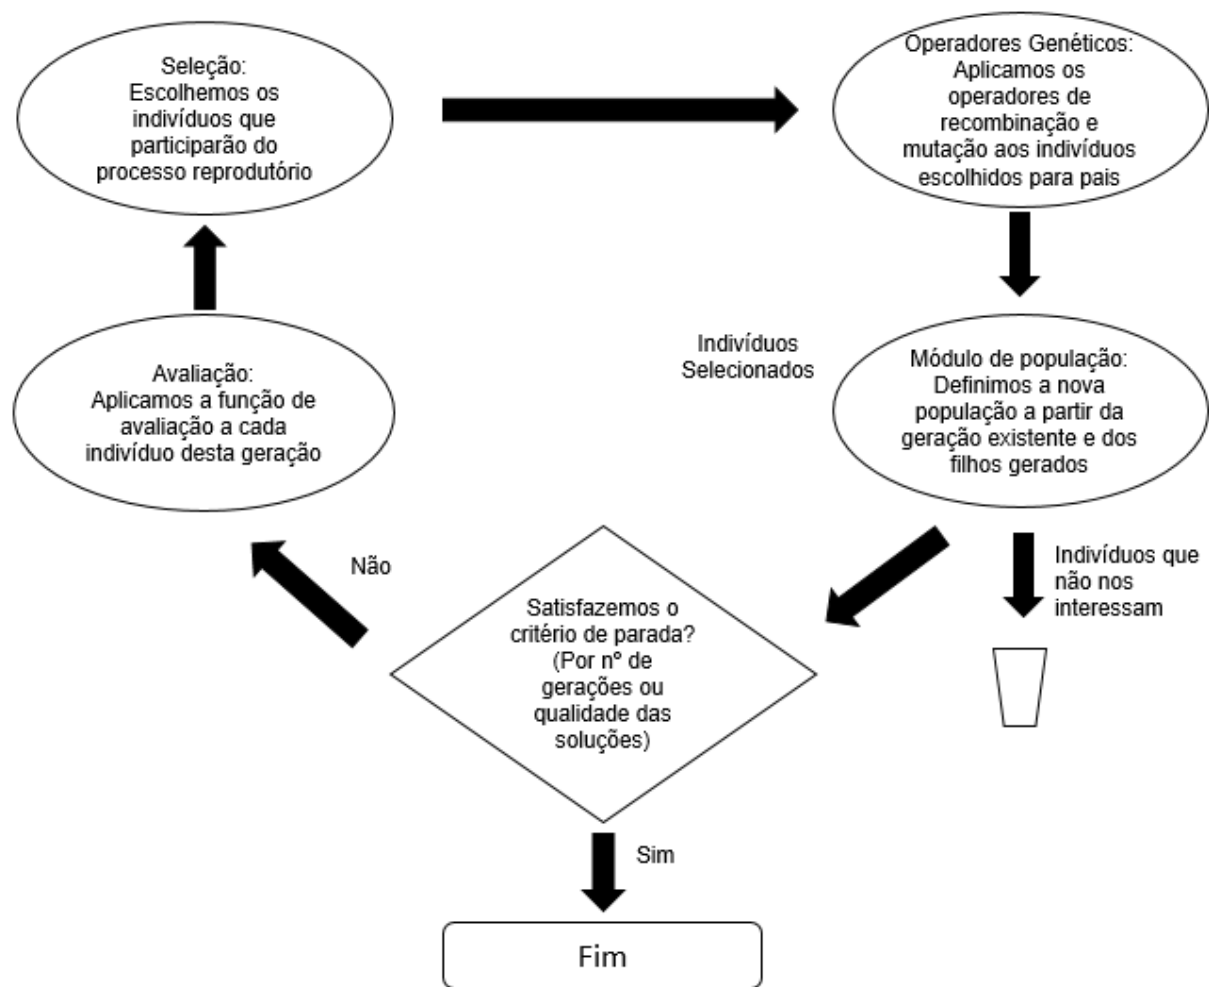 Seleção:
Escolhemos os
indivíduos que
participarão do
processo reprodutório
Operadores Genéticos:
Aplicamos os
operadores de
recombinação e
mutação aos indivíduos
escolhidos para pais
Avaliação:
Aplicamos a função de
avaliação a cada
indivíduo desta geração
Indivíduos
Selecionados
Módulo de população:
Definimos a nova
população a partir da
geração existente e dos
filhos gerados
Não
Satisfazemos o
critério de parada?
(Por nº de
gerações ou
qualidade das
soluções)
Indivíduos que
não nos
interessam
Sim
Fim